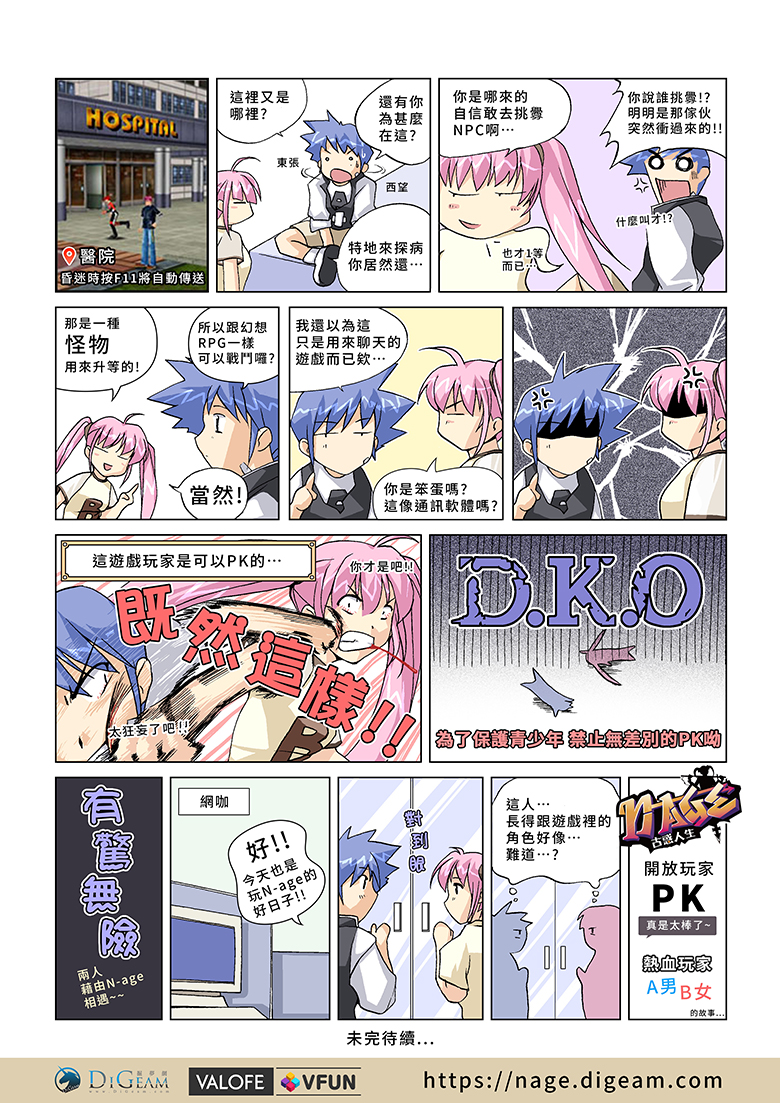 HOSPITAL
醫院
昏迷時按F11將自動傳送
這裡又是
哪裡?
還有你
為甚麼
在這?
東張
西望
特地來探病
你居然還…
你是哪來的
自信敢去挑釁
NPC啊…
你說誰挑釁!?
明明是那傢伙
突然衝過來的!!
什麼叫才!?
也才1等
而已…
那是一種
怪物
用來升等的!
所以跟幻想
RPG一樣
可以戰鬥囉?
當然!
我還以為這
只是用來聊天的
遊戲而已欸…
你是笨蛋嗎?
這像通訊軟體嗎?
這遊戲玩家是可以PK的…
你才是吧!!
既然這樣!!
太狂妄了吧!!
B
D.K.O
為了保護青少年 禁止無差別的PK呦
有驚無險
兩人
藉由N-age
相遇~~
網咖
好!!
今天也是
玩N-age的
好日子!!
對到眼
這人…
長得跟遊戲裡的
角色好像…
難道…?
NAGE
古惑人生
開放玩家
PK
真是太棒了~
熱血玩家
A男B女
的故事...
未完待續...
DIGEAM
www.DiGeam.com
VALOFE
VFUN
https://nage.digeam.com